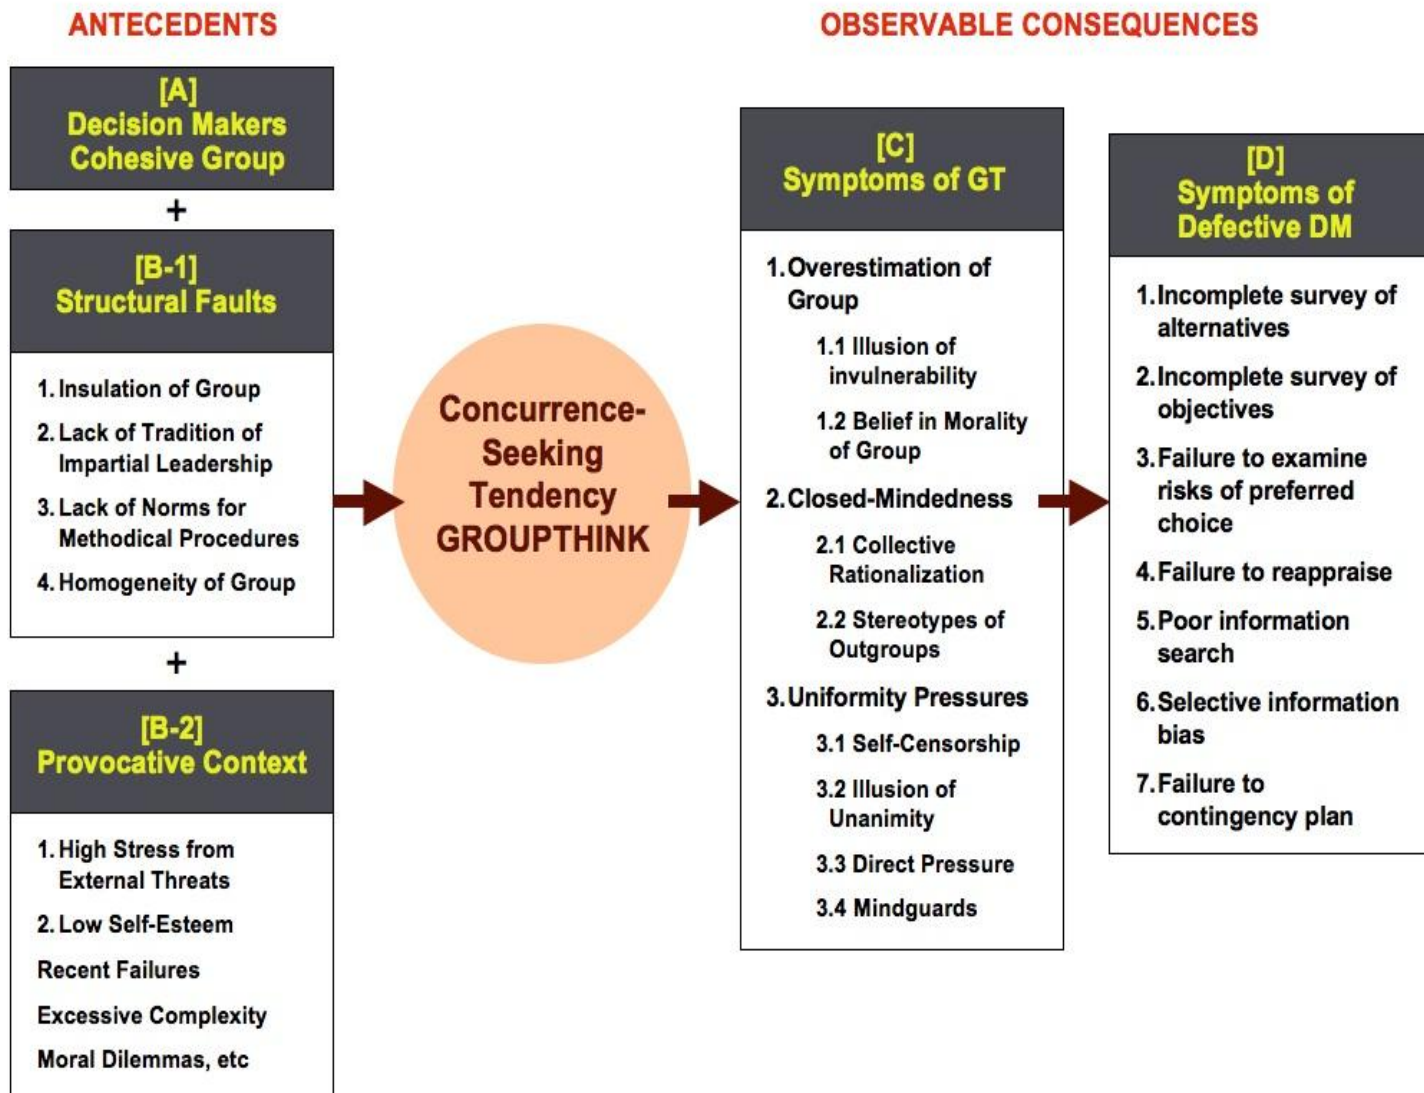 ANTECEDENTS
[A]
Decision Makers
Cohesive Group
+
[B-1]
Structural Faults
1. Insulation of Group
2. Lack of Tradition of
Impartial Leadership
3. Lack of Norms for
Methodical Procedures
4. Homogeneity of Group
+
[B-2]
Provocative Context
1. High Stress from
External Threats
2. Low Self-Esteem
Recent Failures
Excessive Complexity
Moral Dilemmas, etc
Concurrence-
Seeking
Tendency
GROUPTHINK
OBSERVABLE CONSEQUENCES
[C]
Symptoms of GT
1. Overestimation of
Group
1.1 Illusion of
invulnerability
1.2 Belief in Morality
of Group
2. Closed-Mindedness
2.1 Collective
Rationalization
2.2 Stereotypes of
Outgroups
3. Uniformity Pressures
3.1 Self-Censorship
3.2 Illusion of
Unanimity
3.3 Direct Pressure
3.4 Mindguards
[D]
Symptoms of
Defective DM
1. Incomplete survey of
alternatives
2. Incomplete survey of
objectives
3. Failure to examine
risks of preferred
choice
4. Failure to reappraise
5. Poor information
search
6. Selective information
bias
7. Failure to
contingency plan